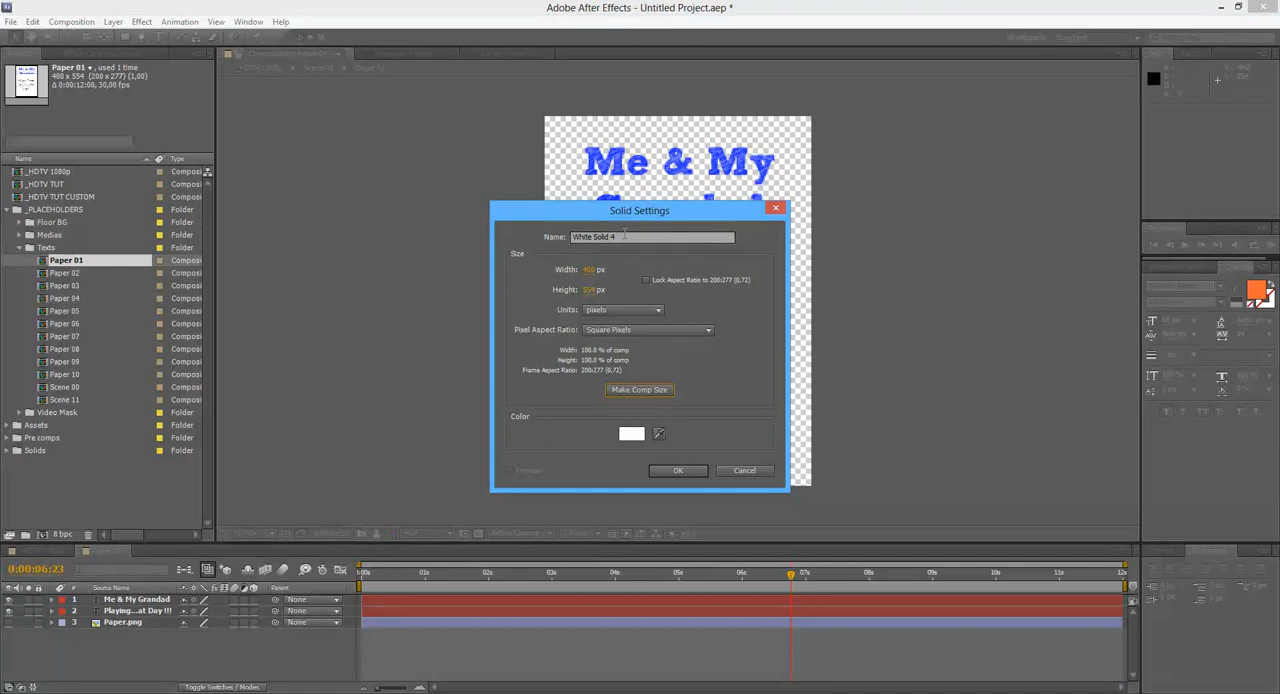 Adobe After Effects - Untitled Project.aep *
File Edit Composition Layer Effect Animation View Window Help
Workspace: Standard
Paper 01 ▾, used 1 time
400 x 554 (200 x 277) (1,00)
Δ 0:00:12:00, 30,00 fps
Name Type
_HDTV 1080p Composi
_HDTV TUT Composi
_HDTV TUT CUSTOM Composi
_PLACEHOLDERS Folder
Floor BG Folder
Medias Folder
Texts Folder
Paper 01 Composi
Paper 02 Composi
Paper 03 Composi
Paper 04 Composi
Paper 05 Composi
Paper 06 Composi
Paper 07 Composi
Paper 08 Composi
Paper 09 Composi
Paper 10 Composi
Scene 00 Composi
Scene 11 Composi
Video Mask Folder
Assets Folder
Pre comps Folder
Solids Folder
8 bpc
Me & My
Solid Settings
Name: White Solid 4
Size
Width: 400 px
Lock Aspect Ratio to 200:277 (0,72)
Height: 554 px
Units: pixels
Pixel Aspect Ratio: Square Pixels
Width: 100.0 % of comp
Height: 100.0 % of comp
Frame Aspect Ratio: 200:277 (0,72)
Make Comp Size
Color
Preview
OK Cancel
0:00:06:23
# Source Name Parent
1 Me & My Grandad None
2 Playing...at Day !!! None
3 Paper.png None
00s 01s 02s 03s 04s 05s 06s 07s 08s 09s 10s 11s 12s
Toggle Switches / Modes